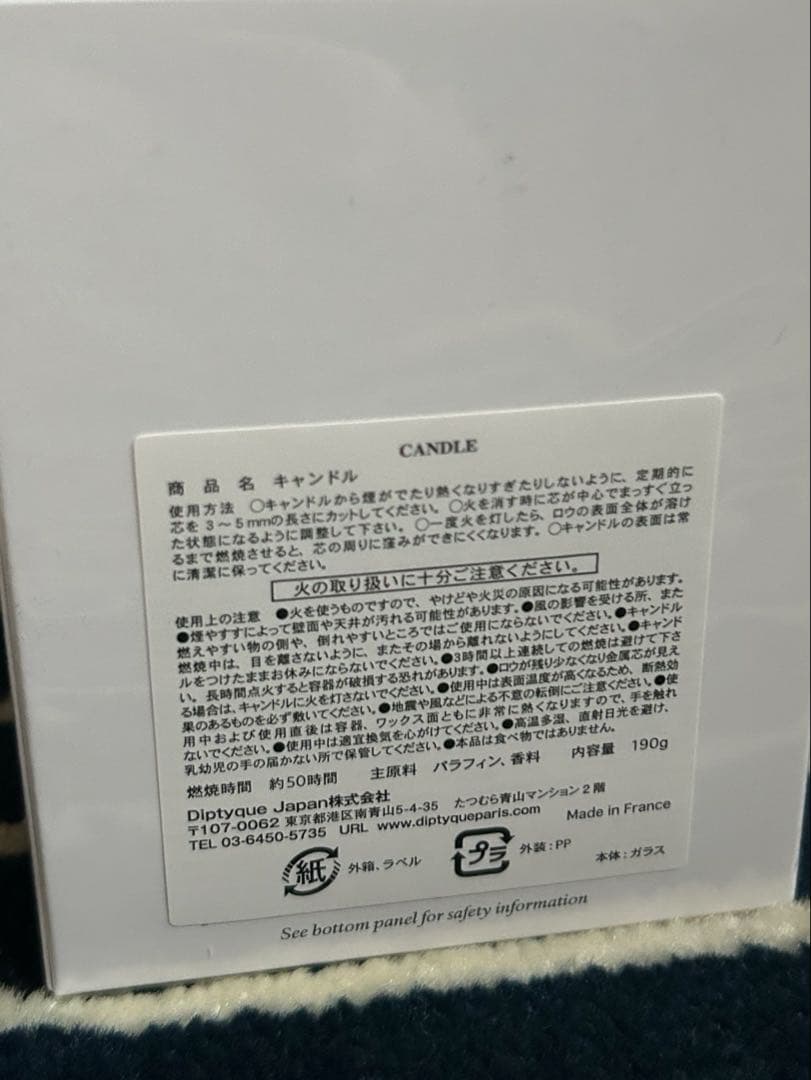 CANDLE
商品名 キャンドル
使用方法 ○キャンドルから煙がでたり熱くなりすぎたりしないように、定期的に
芯を3～5mmの長さにカットしてください。○火を消す時に芯が中心でまっすぐ立っ
た状態になるように調整して下さい。○一度火を灯したら、ロウの表面全体が溶け
るまで燃焼させると、芯の周りに窪みができにくくなります。○キャンドルの表面は常
に清潔に保ってください。
火の取り扱いに十分ご注意ください。
使用上の注意 ●火を使うものですので、やけどや火災の原因になる可能性があります。
●煙やすすによって壁面や天井が汚れる可能性があります。●風の影響を受ける所、また
燃えやすい物の側や、倒れやすいところではご使用にならないでください。●キャンドル
燃焼中は、目を離さないように、またその場から離れないようにしてください。●キャンド
ルをつけたままお休みにならないでください。●3時間以上連続しての燃焼は避けて下さ
い。長時間点火すると容器が破損する恐れがあります。●ロウが残り少なくなり金属芯が見え
る場合は、キャンドルに火を灯さないでください。●使用中は表面温度が高くなるため、断熱効
果のあるものを必ず敷いてください。●地震や風などによる不意の転倒にご注意ください。●使
用中および使用直後は容器、ワックス面ともに非常に熱くなりますので、手を触れ
ないでください。●使用中は適宜換気を心がけてください。●高温多湿、直射日光を避け、
乳幼児の手の届かない所で保管してください。●本品は食べ物ではありません。
燃焼時間 約50時間 主原料 パラフィン、香料 内容量 190g
Diptyque Japan株式会社
〒107-0062 東京都港区南青山5-4-35 たつむら青山マンション2階
TEL 03-6450-5735 URL www.diptyqueparis.com Made in France
紙 外箱、ラベル プラ 外装：PP 本体：ガラス
See bottom panel for safety information